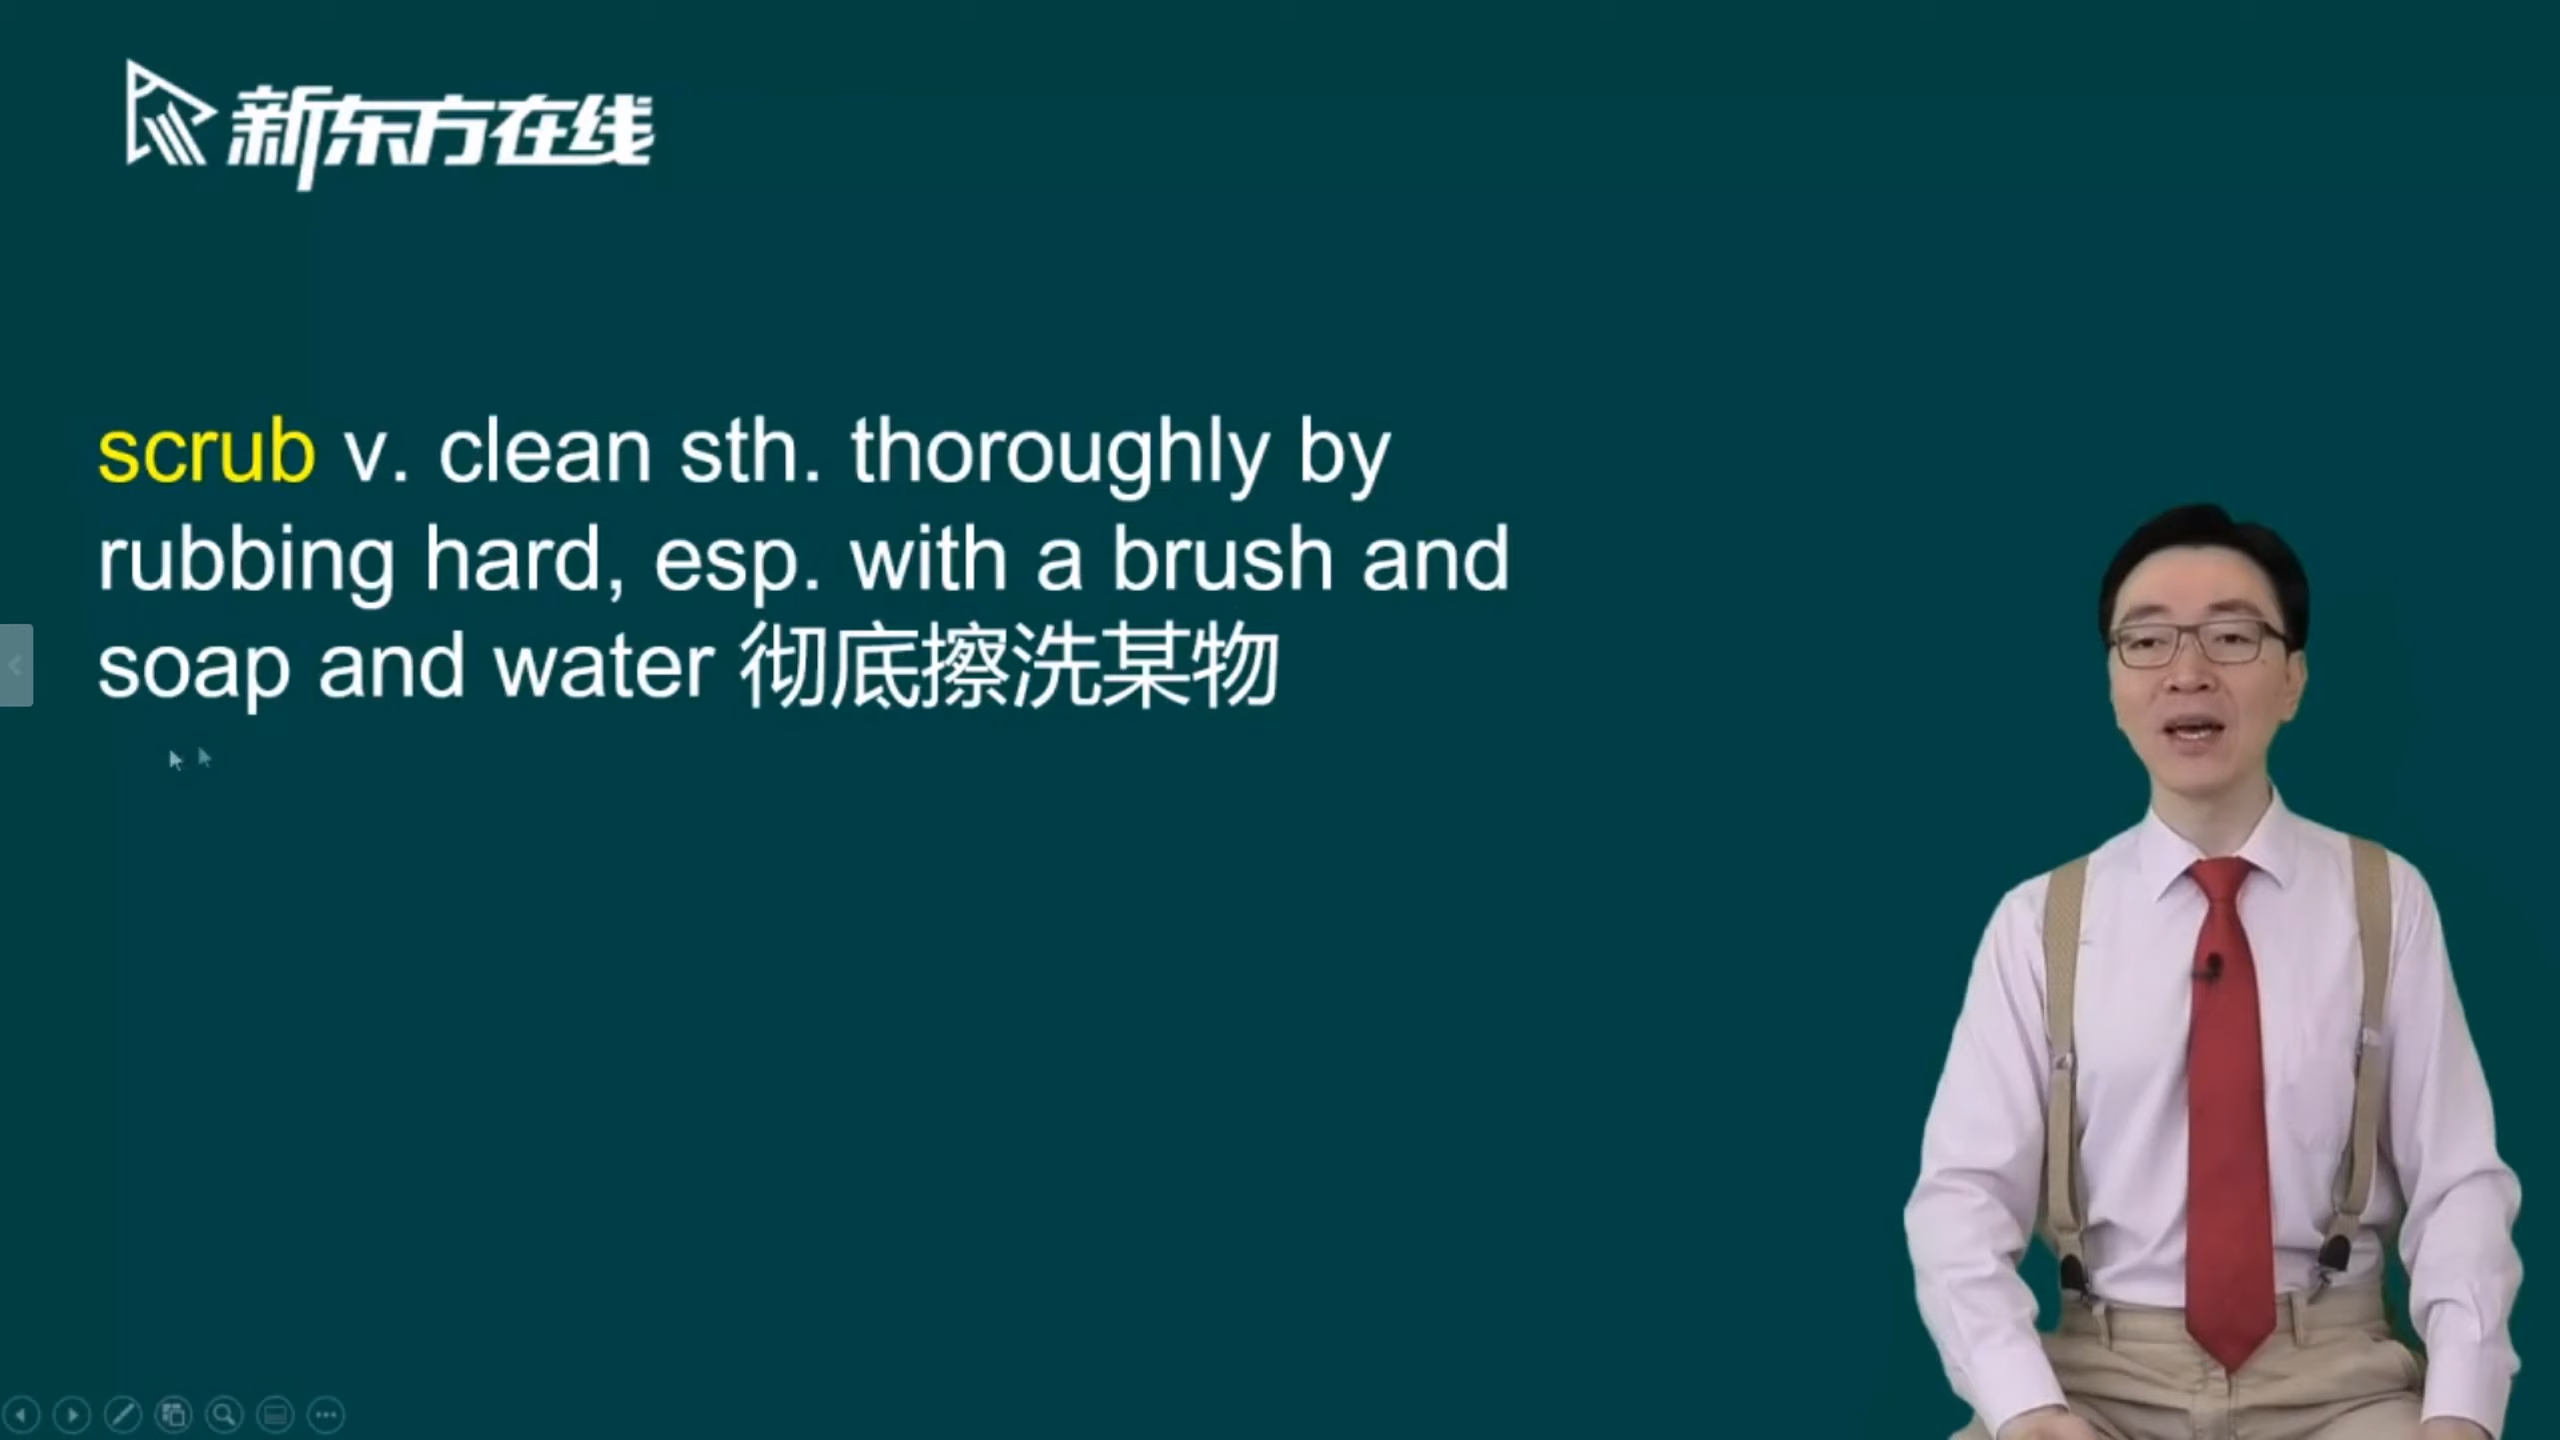 新东方在线
scrub v. clean sth. thoroughly by
rubbing hard, esp. with a brush and
soap and water 彻底擦洗某物